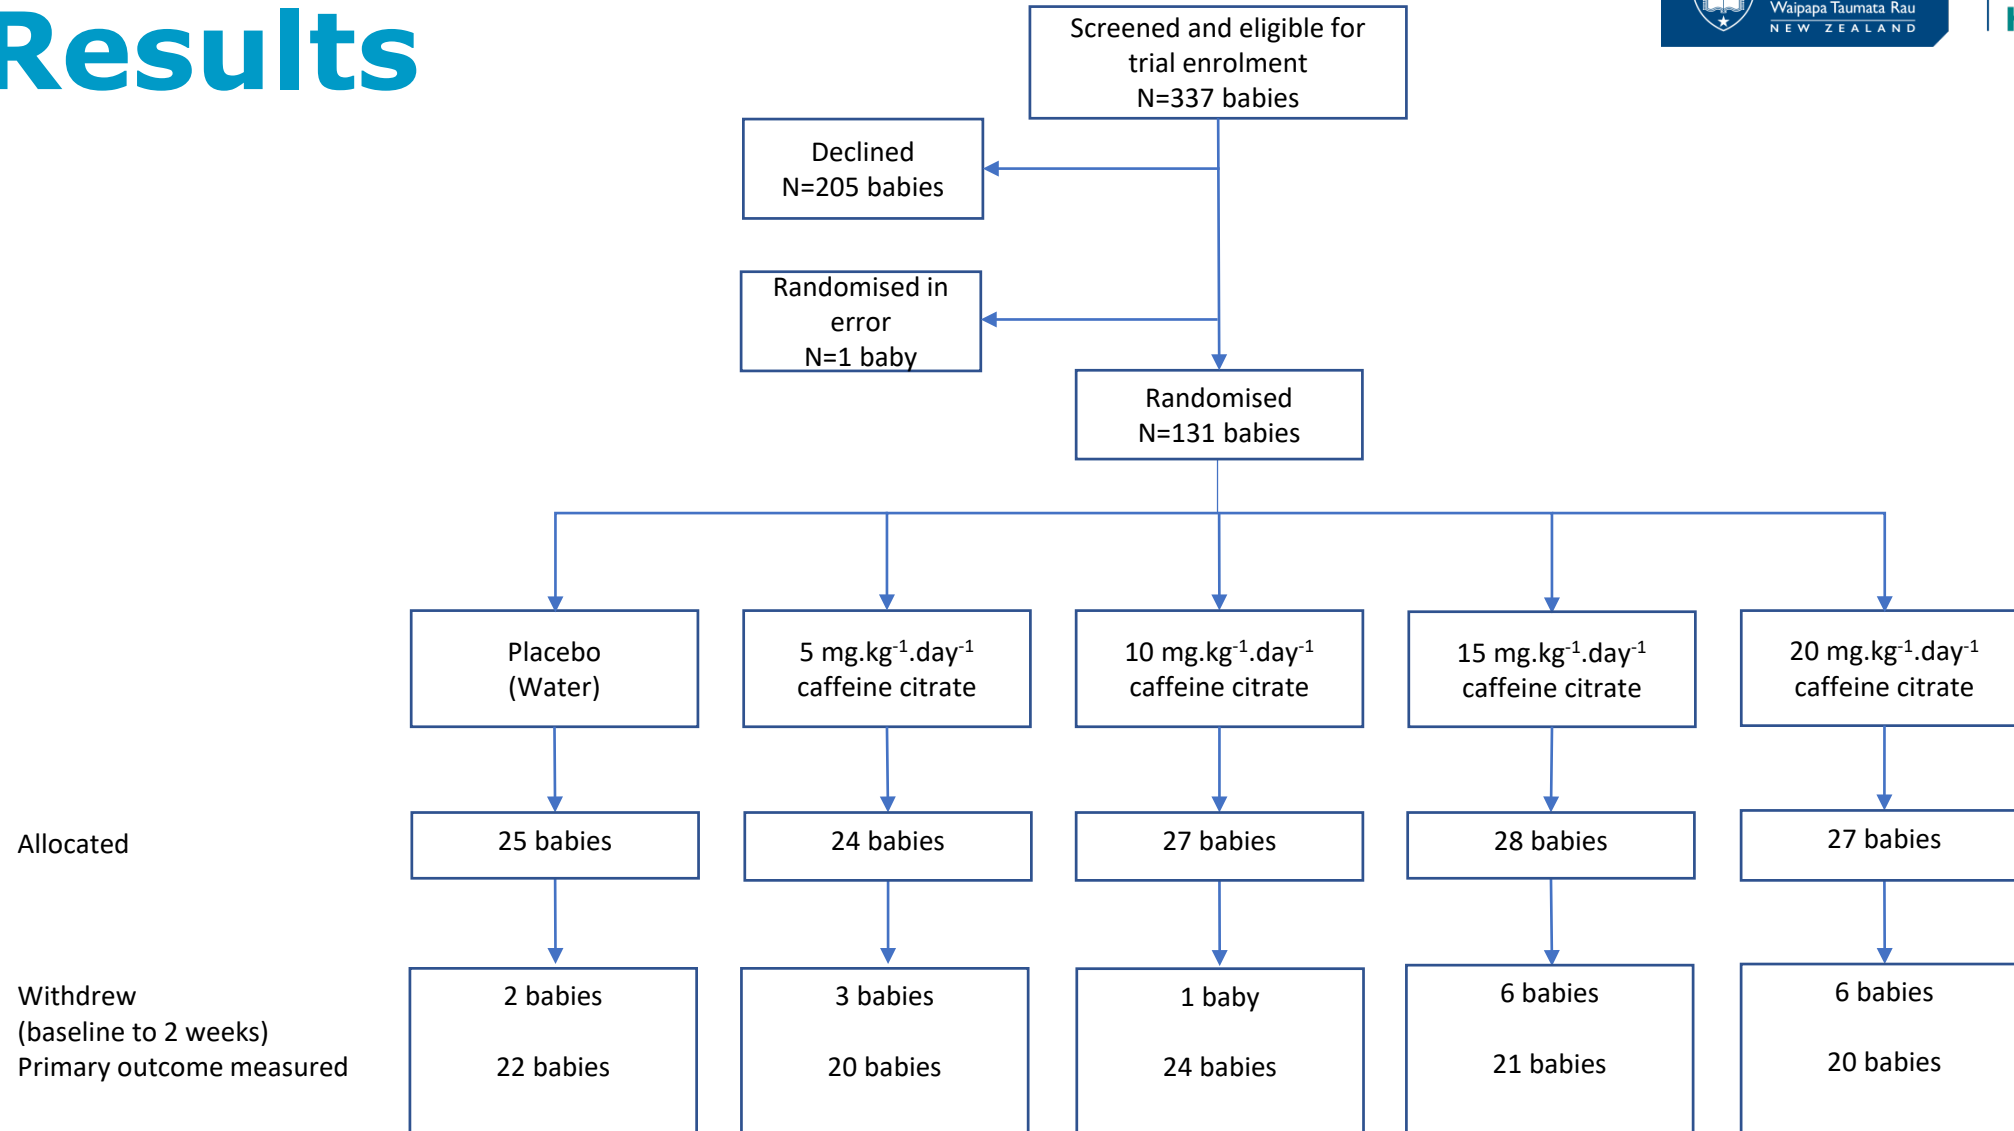 Results
Waipapa Taumata Rau
NEW ZEALAND
Screened and eligible for
trial enrolment
N=337 babies
Declined
N=205 babies
Randomised in
error
N=1 baby
Randomised
N=131 babies
Placebo
(Water)
5 mg.kg⁻¹.day⁻¹
caffeine citrate
10 mg.kg⁻¹.day⁻¹
caffeine citrate
15 mg.kg⁻¹.day⁻¹
caffeine citrate
20 mg.kg⁻¹.day⁻¹
caffeine citrate
Allocated
25 babies
24 babies
27 babies
28 babies
27 babies
Withdrew
(baseline to 2 weeks)
Primary outcome measured
2 babies
22 babies
3 babies
20 babies
1 baby
24 babies
6 babies
21 babies
6 babies
20 babies